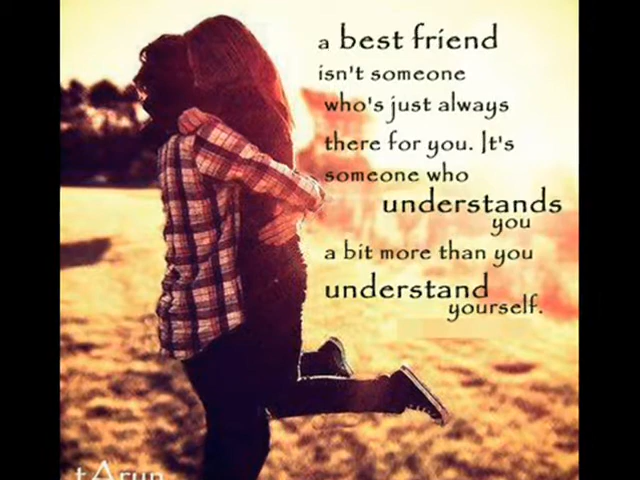 a best friend
isn't someone
who's just always
there for you. It's
someone who
understands
you
a bit more than you
understand
yourself.
tArun